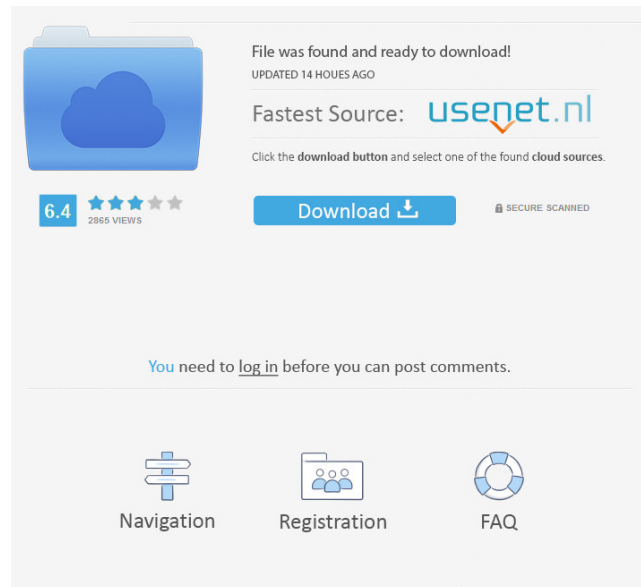 File was found and ready to download!
UPDATED 14 HOUES AGO
Fastest Source: usenet.nl
Click the download button and select one of the found cloud sources.
6.4
2865 VIEWS
Download
SECURE SCANNED
You need to log in before you can post comments.
Navigation
Registration
FAQ